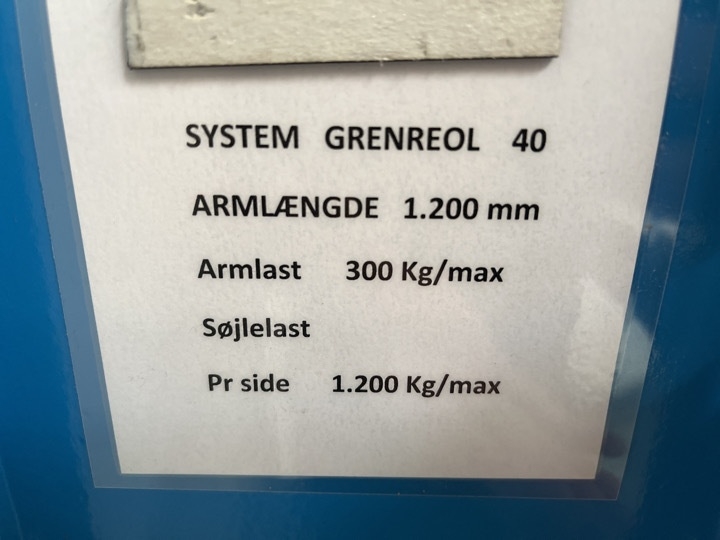 SYSTEM GRENREOL 40
ARMLÆNGDE 1.200 mm
Armlast 300 Kg/max
Søjlelast
Pr side 1.200 Kg/max